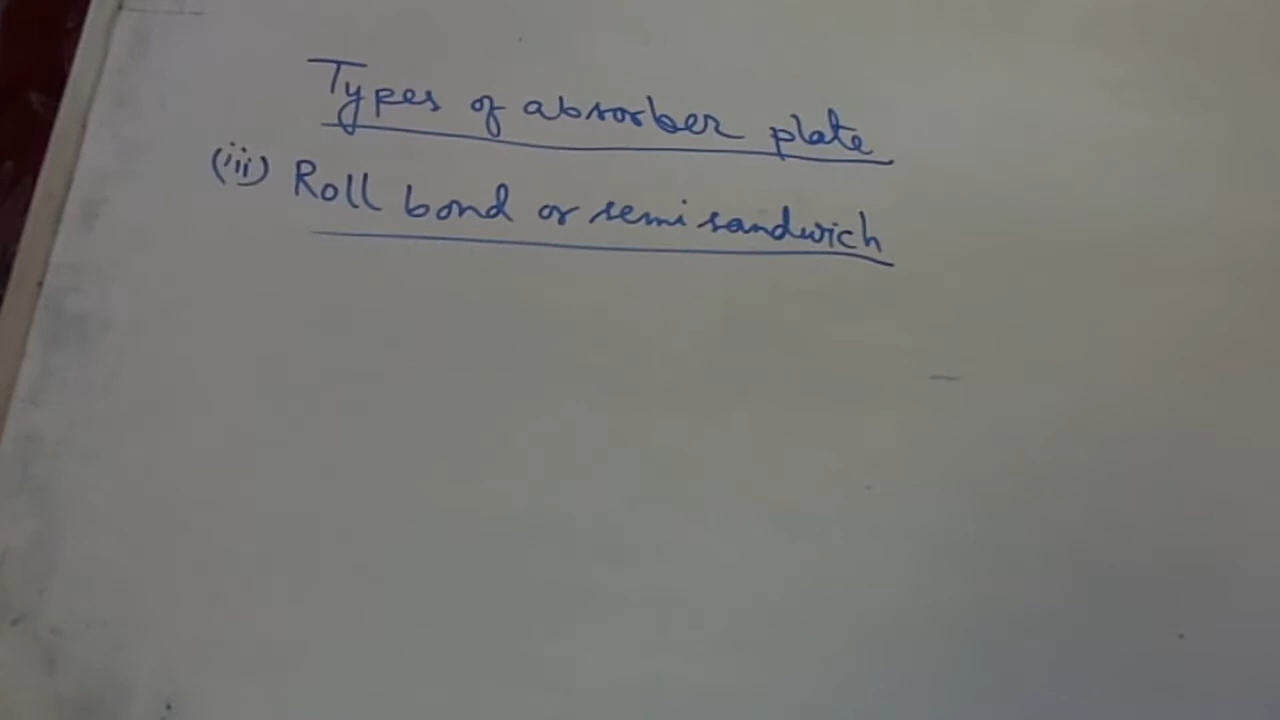 Types of absorber plate
(iii) Roll bond or semi sandwich